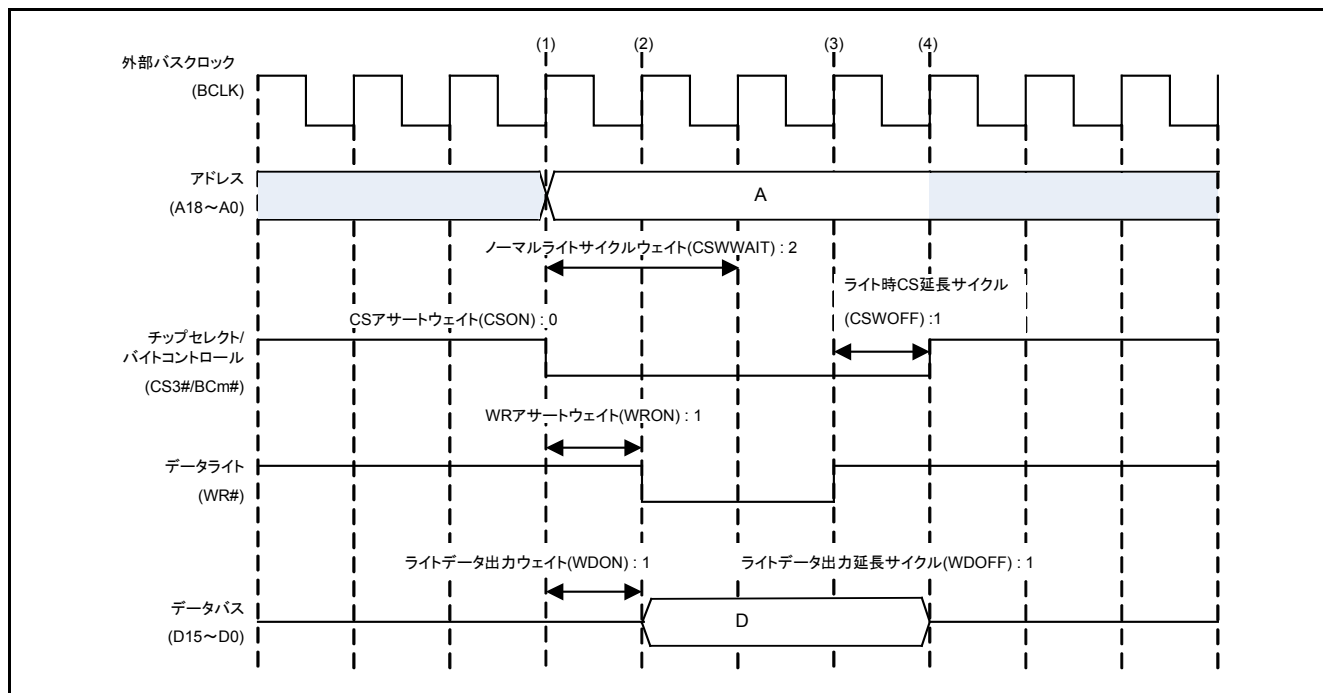 (1)
(2)
(3)
(4)
外部バスクロック
(BCLK)
アドレス
(A18～A0)
A
ノーマルライトサイクルウェイト(CSWWAIT) : 2
ライト時CS延長サイクル
(CSWOFF) :1
CSアサートウェイト(CSON) : 0
チップセレクト/
バイトコントロール
(CS3#/BCm#)
WRアサートウェイト(WRON) : 1
データライト
(WR#)
ライトデータ出力ウェイト(WDON) : 1
ライトデータ出力延長サイクル(WDOFF) : 1
データバス
(D15～D0)
D